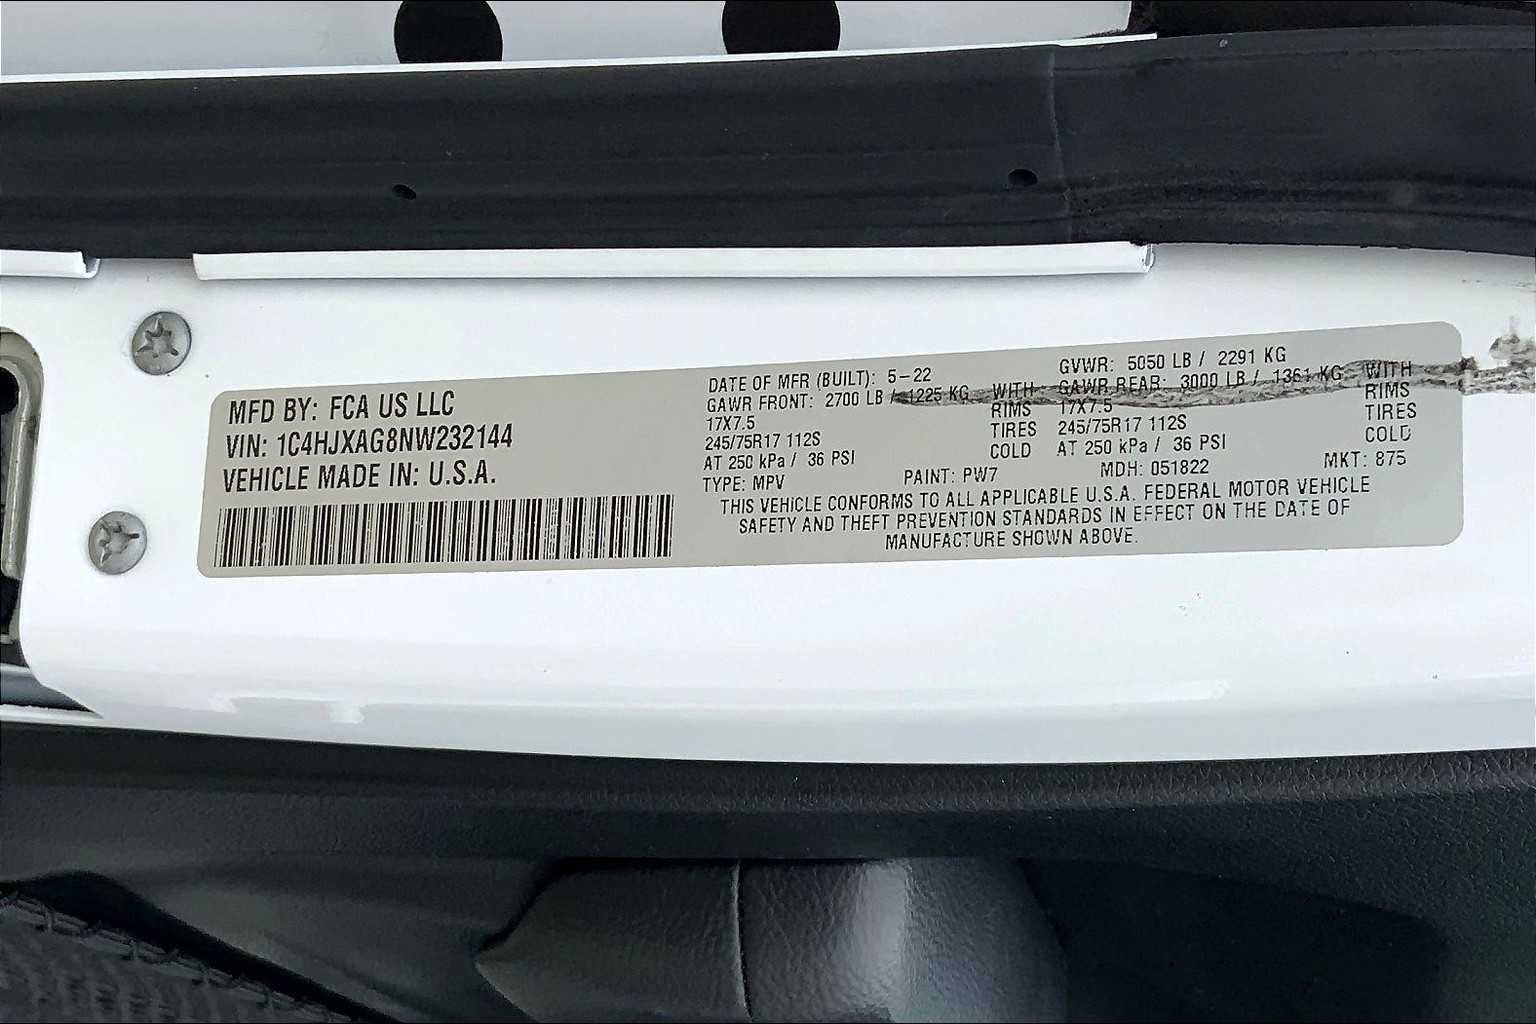 MFD BY: FCA US LLC
VIN: 1C4HJXAG8NW232144
VEHICLE MADE IN: U.S.A.
DATE OF MFR (BUILT): 5-22
GAWR FRONT: 2700 LB / 1225 KG WITH
17X7.5 RIMS
245/75R17 112S TIRES
AT 250 kPa / 36 PSI COLD
GVWR: 5050 LB / 2291 KG
GAWR REAR: 3000 LB / 1361 KG WITH
17X7.5 RIMS
245/75R17 112S TIRES
AT 250 kPa / 36 PSI COLD
TYPE: MPV PAINT: PW7 MDH: 051822 MKT: 875
THIS VEHICLE CONFORMS TO ALL APPLICABLE U.S.A. FEDERAL MOTOR VEHICLE
SAFETY AND THEFT PREVENTION STANDARDS IN EFFECT ON THE DATE OF
MANUFACTURE SHOWN ABOVE.